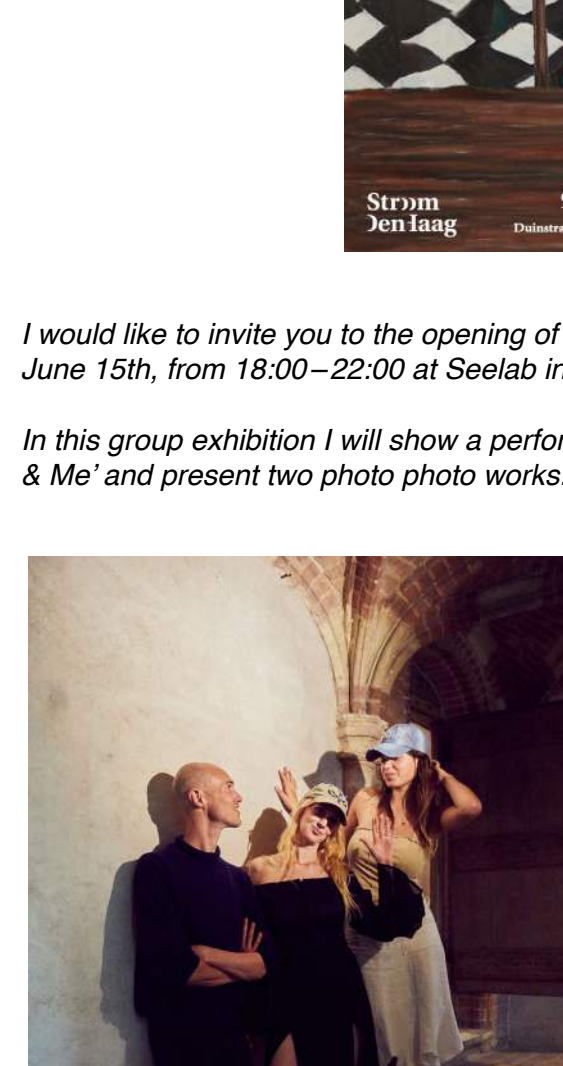 Stroom
Den Haag
I would like to invite you to the opening of
June 15th, from 18:00–22:00 at Seelab in
In this group exhibition I will show a perfor
& Me’ and present two photo photo works.